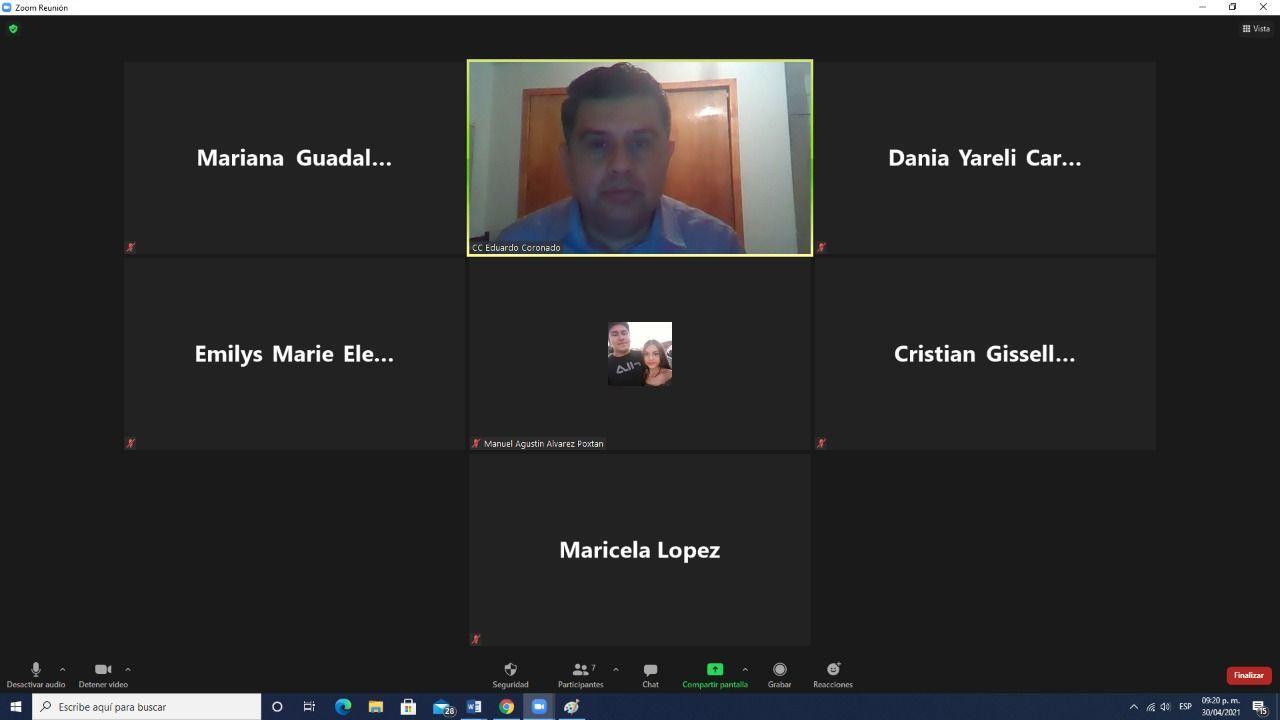 Zoom Reunión
Vista
Mariana Guadal...
CC Eduardo Coronado
Dania Yareli Car...
Emilys Marie Ele...
Manuel Agustin Alvarez Poxtan
Cristian Gissell...
Maricela Lopez
Desactivar audio
Detener video
Seguridad
7
Participantes
Chat
Compartir pantalla
Grabar
Reacciones
Finalizar
Escribe aquí para buscar
28
ESP
09:20 p. m.
30/04/2021